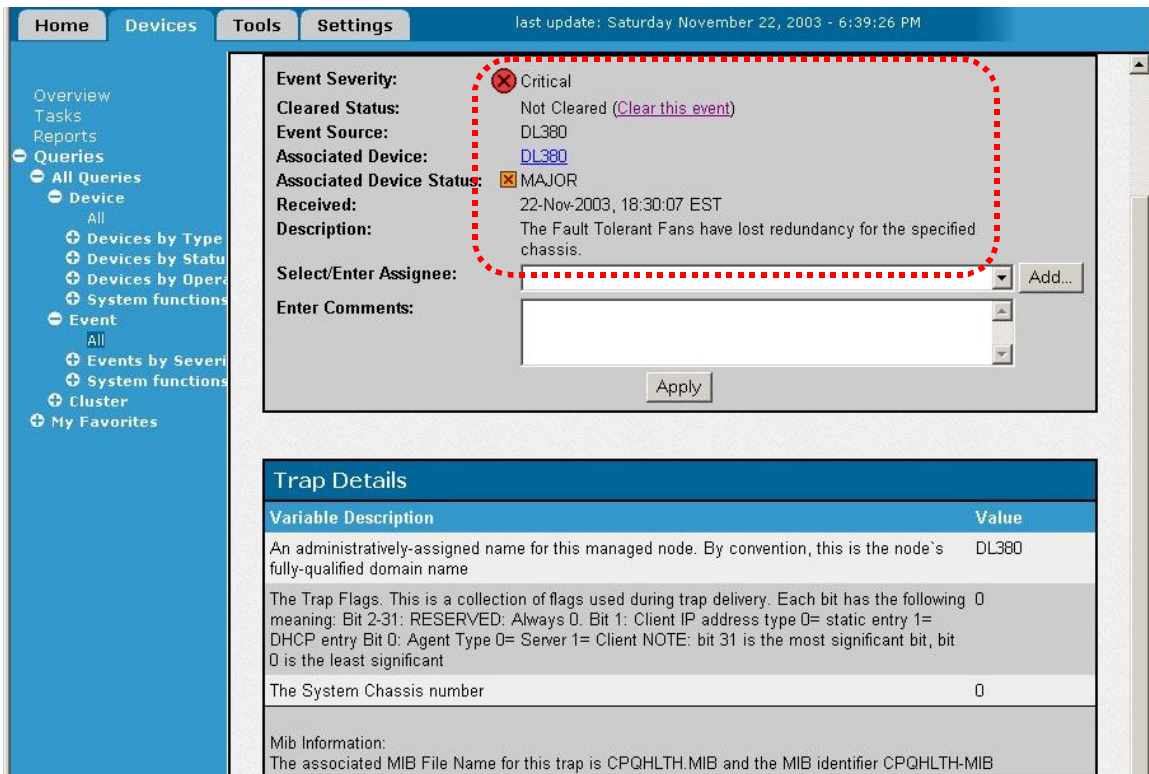 Home Devices Tools Settings last update: Saturday November 22, 2003 - 6:39:26 PM
Overview
Tasks
Reports
Queries
All Queries
Device
All
Devices by Type
Devices by Statu
Devices by Opera
System functions
Event
All
Events by Severi
System functions
Cluster
My Favorites
Event Severity: Critical
Cleared Status: Not Cleared (Clear this event)
Event Source: DL380
Associated Device: DL380
Associated Device Status: MAJOR
Received: 22-Nov-2003, 18:30:07 EST
Description: The Fault Tolerant Fans have lost redundancy for the specified
chassis.
Select/Enter Assignee: Add...
Enter Comments:
Apply
Trap Details
Variable Description Value
An administratively-assigned name for this managed node. By convention, this is the node`s DL380
fully-qualified domain name
The Trap Flags. This is a collection of flags used during trap delivery. Each bit has the following 0
meaning: Bit 2-31: RESERVED: Always 0. Bit 1: Client IP address type 0= static entry 1=
DHCP entry Bit 0: Agent Type 0= Server 1= Client NOTE: bit 31 is the most significant bit, bit
0 is the least significant
The System Chassis number 0
Mib Information:
The associated MIB File Name for this trap is CPQHLTH.MIB and the MIB identifier CPQHLTH-MIB